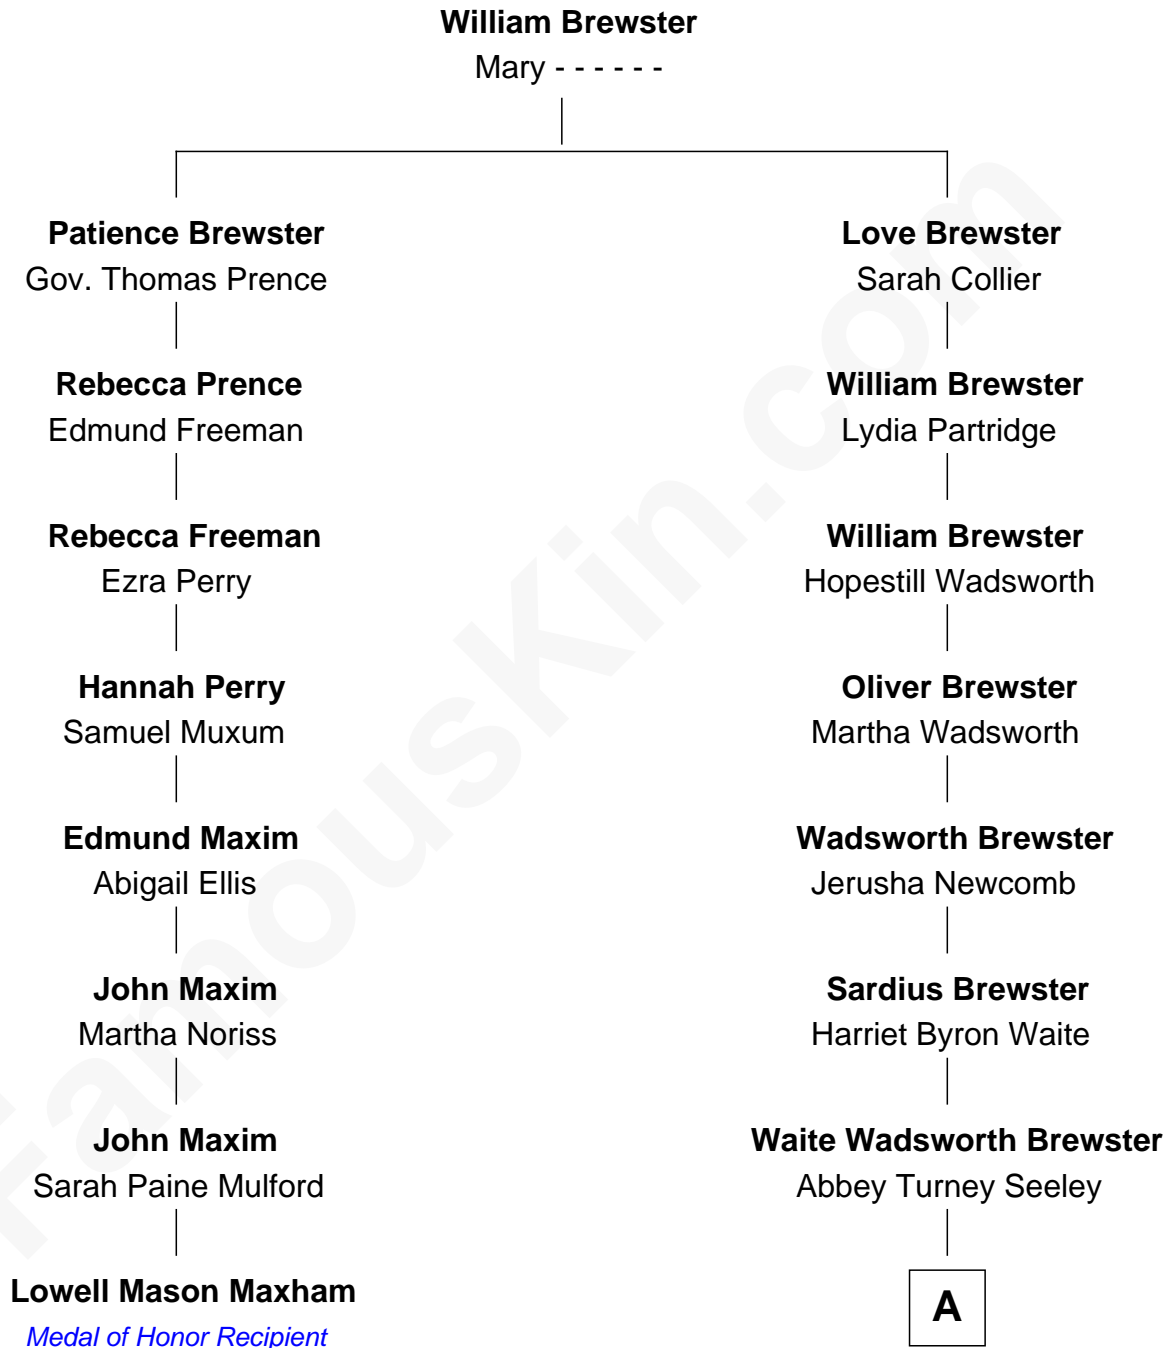 William Brewster
Mary - - - - - -
Patience Brewster
Gov. Thomas Prence
Love Brewster
Sarah Collier
Rebecca Prence
Edmund Freeman
William Brewster
Lydia Partridge
Rebecca Freeman
Ezra Perry
William Brewster
Hopestill Wadsworth
Hannah Perry
Samuel Muxum
Oliver Brewster
Martha Wadsworth
Edmund Maxim
Abigail Ellis
Wadsworth Brewster
Jerusha Newcomb
John Maxim
Martha Noriss
Sardius Brewster
Harriet Byron Waite
John Maxim
Sarah Paine Mulford
Waite Wadsworth Brewster
Abbey Turney Seeley
Lowell Mason Maxham
Medal of Honor Recipient
A
FamousKin.com